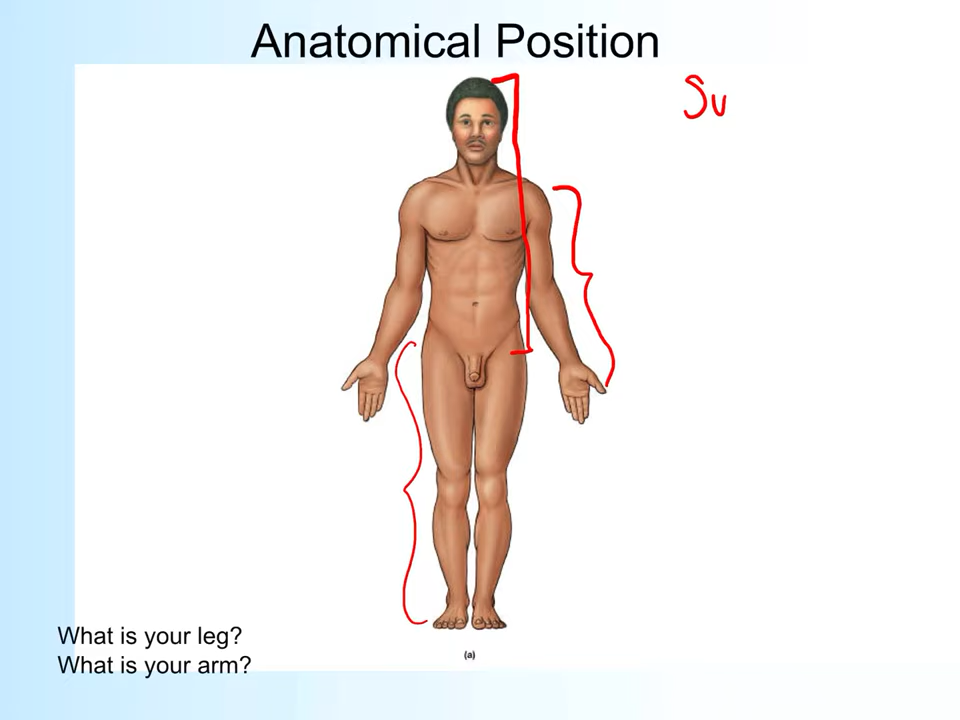 Anatomical Position
Su
What is your leg?
What is your arm?
(a)